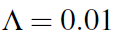 Λ = 0.01